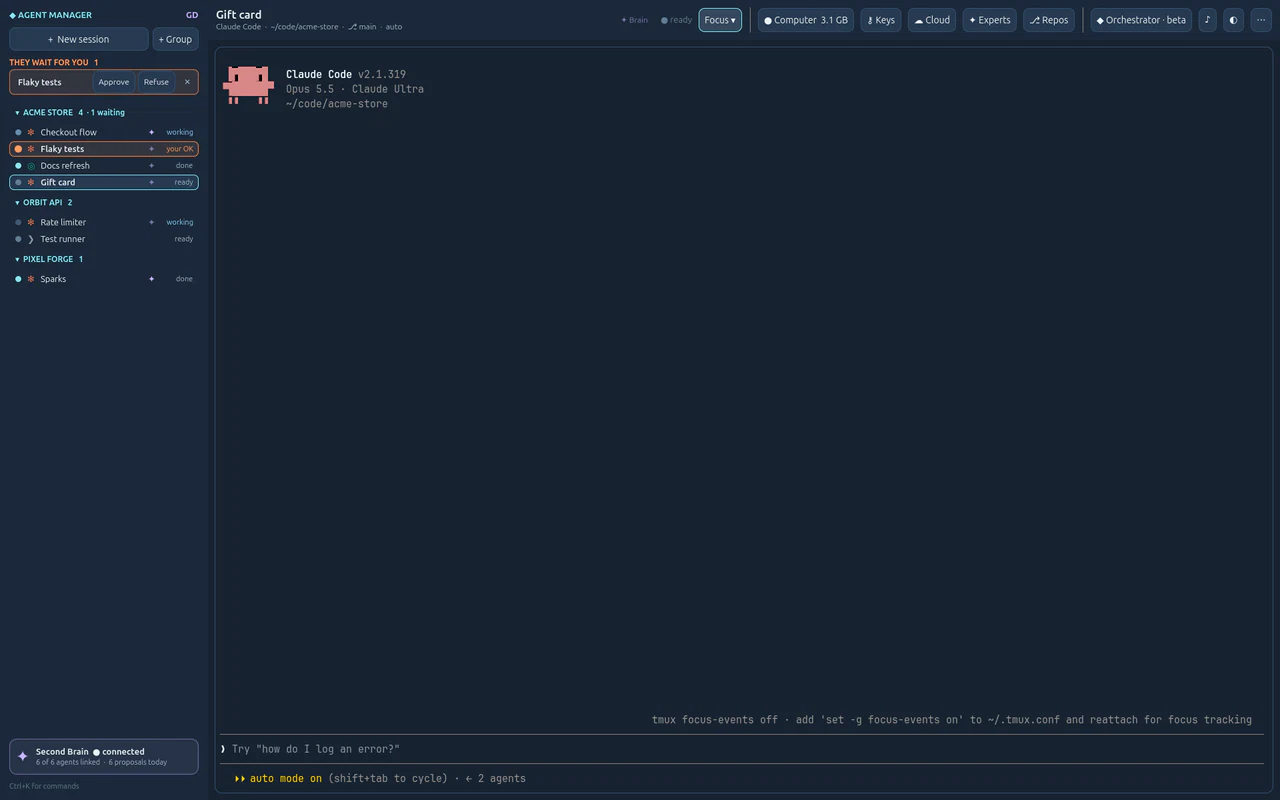 ◆ AGENT MANAGER GD
+ New session + Group
THEY WAIT FOR YOU 1
Flaky tests Approve Refuse ×
▾ ACME STORE 4 · 1 waiting
Checkout flow working
Flaky tests your OK
Docs refresh done
Gift card ready
▾ ORBIT API 2
Rate limiter working
❯ Test runner ready
▾ PIXEL FORGE 1
Sparks done
Second Brain ● connected
6 of 6 agents linked · 6 proposals today
Ctrl+K for commands
Gift card
Claude Code · ~/code/acme-store · ⎇ main · auto
✦ Brain ● ready Focus ▾ ● Computer 3.1 GB ⚷ Keys ☁ Cloud ✦ Experts ⎇ Repos ◆ Orchestrator · beta ♪ ◐ ⋯
Claude Code v2.1.319
Opus 5.5 · Claude Ultra
~/code/acme-store
tmux focus-events off · add 'set -g focus-events on' to ~/.tmux.conf and reattach for focus tracking
❯ Try "how do I log an error?"
⏵⏵ auto mode on (shift+tab to cycle) · ← 2 agents